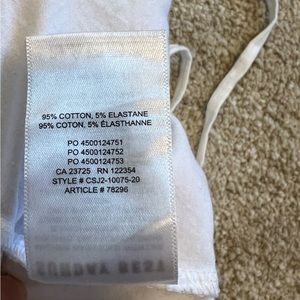 95% COTTON, 5% ELASTANE
95% COTON, 5% ÉLASTHANNE
PO 4500124751
PO 4500124752
PO 4500124753
CA 23725 RN 122354
STYLE # CSJ2-10075-20
ARTICLE # 78296